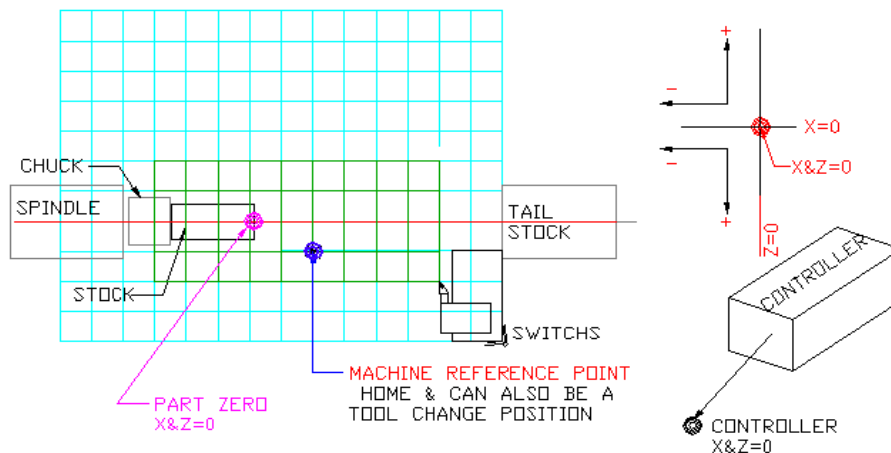 CHUCK
SPINDLE
STOCK
PART ZERO
X&Z=0
MACHINE REFERENCE POINT
HOME & CAN ALSO BE A
TOOL CHANGE POSITION
TAIL
STOCK
SWITCHS
+
-
X=0
X&Z=0
-
+
Z=0
CONTROLLER
CONTROLLER
X&Z=0